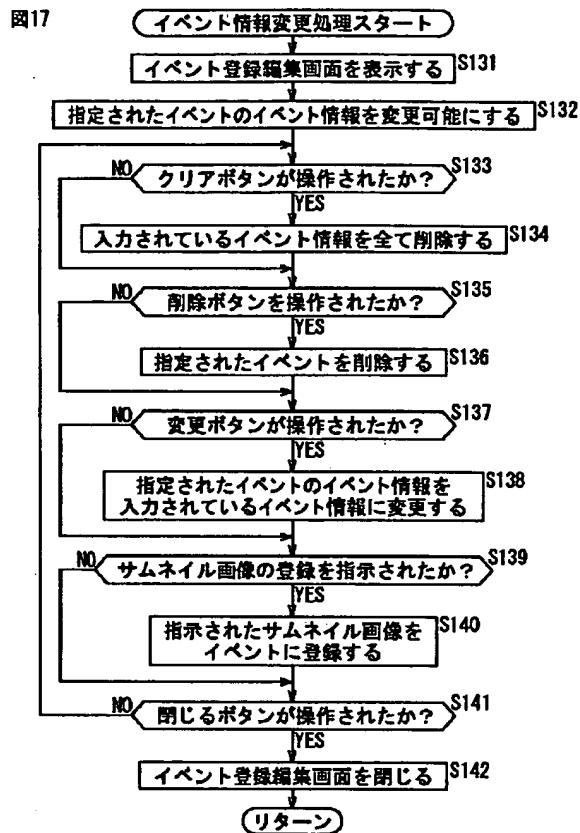 図17
イベント情報変更処理スタート
イベント登録編集画面を表示する S131
指定されたイベントのイベント情報を変更可能にする S132
NO クリアボタンが操作されたか? S133
YES
入力されているイベント情報を全て削除する S134
NO 削除ボタンを操作されたか? S135
YES
指定されたイベントを削除する S136
NO 変更ボタンが操作されたか? S137
YES
指定されたイベントのイベント情報を S138
入力されているイベント情報に変更する
NO サムネイル画像の登録を指示されたか? S139
YES
指示されたサムネイル画像を S140
イベントに登録する
NO 閉じるボタンが操作されたか? S141
YES
イベント登録編集画面を閉じる S142
リターン